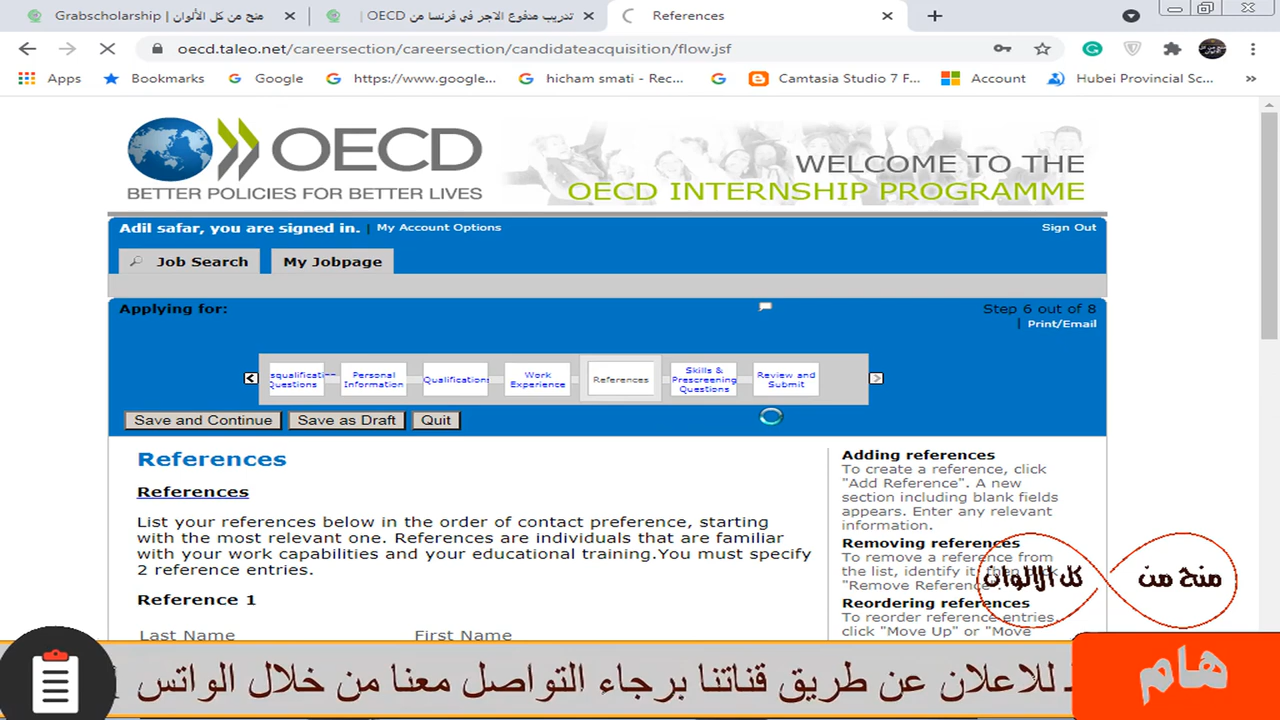 Grabscholarship | منح من كل الألوان
OECD تدريب مدفوع الاجر في فرنسا من |
References
oecd.taleo.net/careersection/careersection/candidateacquisition/flow.jsf
Apps Bookmarks Google https://www.google... hicham smati - Rec... Camtasia Studio 7 F... Account Hubei Provincial Sc... »
OECD
BETTER POLICIES FOR BETTER LIVES
WELCOME TO THE
OECD INTERNSHIP PROGRAMME
Adil safar, you are signed in. | My Account Options
Sign Out
Job Search My Jobpage
Applying for:
Step 6 out of 8
| Print/Email
squalificati
Questions
Personal
Information
Qualifications
Work
Experience
References
Skills &
Prescreening
Questions
Review and
Submit
Save and Continue Save as Draft Quit
References
References
List your references below in the order of contact preference, starting
with the most relevant one. References are individuals that are familiar
with your work capabilities and your educational training.You must specify
2 reference entries.
Reference 1
Last Name First Name
Adding references
To create a reference, click
"Add Reference". A new
section including blank fields
appears. Enter any relevant
information.
Removing references
To remove a reference from
the list, identify it, then click
"Remove Reference".
Reordering references
To reorder reference entries,
click "Move Up" or "Move
منح من كل الالوان
للاعلان عن طريق قناتنا برجاء التواصل معنا من خلال الواتس
هام